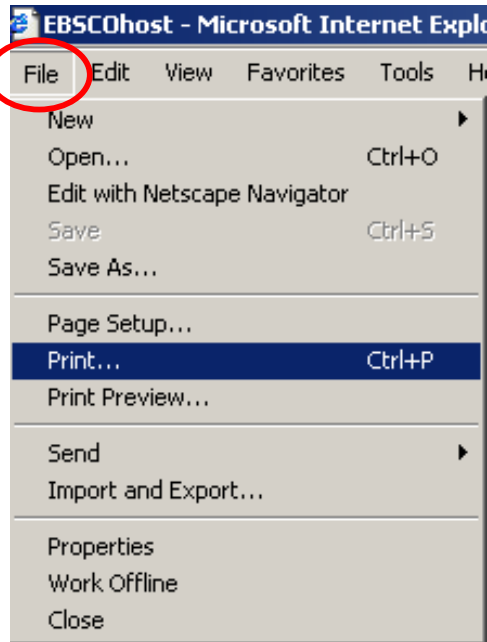 EBSCOhost - Microsoft Internet Explo
File Edit View Favorites Tools H
New
Open... Ctrl+O
Edit with Netscape Navigator
Save Ctrl+S
Save As...
Page Setup...
Print... Ctrl+P
Print Preview...
Send
Import and Export...
Properties
Work Offline
Close